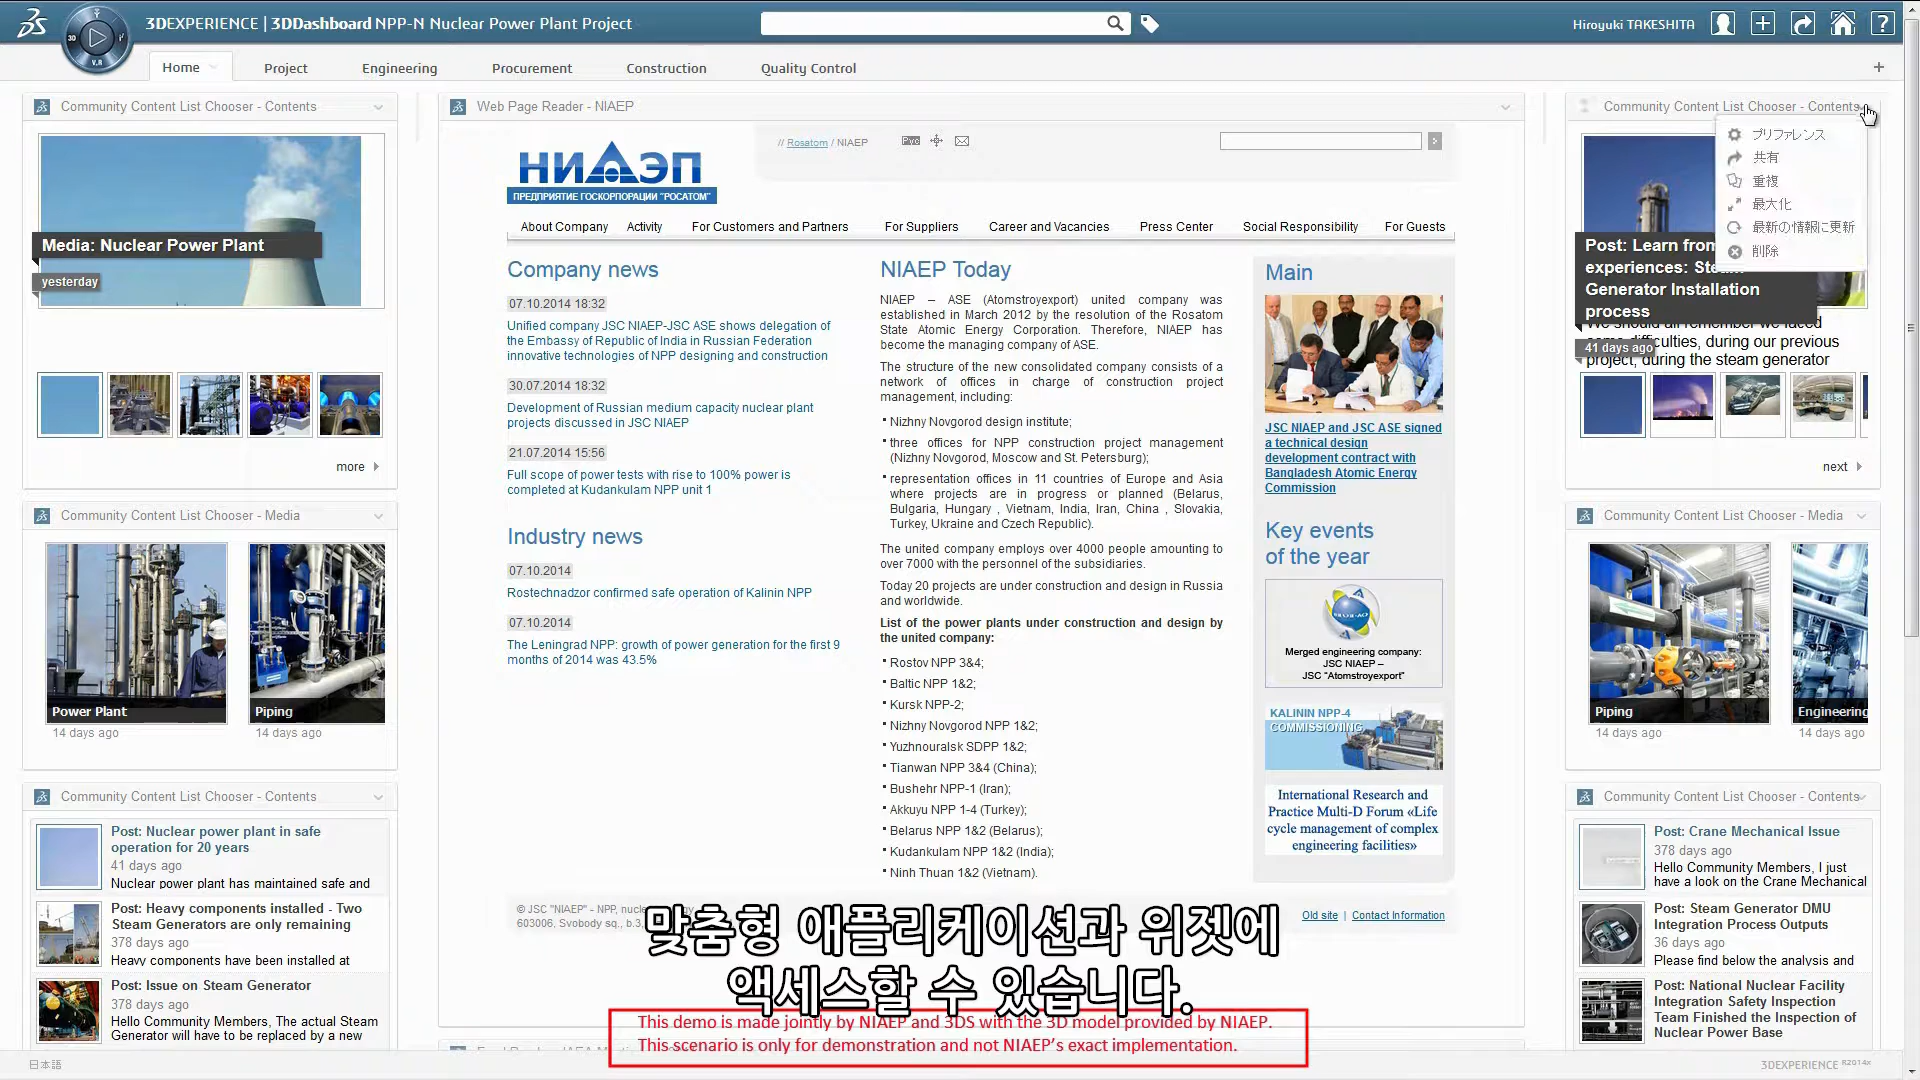 3DEXPERIENCE | 3DDashboard NPP-N Nuclear Power Plant Project
Hiroyuki TAKESHITA
3D
V.R
Home
Project
Engineering
Procurement
Construction
Quality Control
Community Content List Chooser - Contents
Media: Nuclear Power Plant
yesterday
more
Community Content List Chooser - Media
Power Plant
14 days ago
Piping
14 days ago
Community Content List Chooser - Contents
Post: Nuclear power plant in safe
operation for 20 years
41 days ago
Nuclear power plant has maintained safe and
Post: Heavy components installed - Two
Steam Generators are only remaining
378 days ago
Heavy components have been installed at
Post: Issue on Steam Generator
378 days ago
Hello Community Members, The actual Steam
Generator will have to be replaced by a new
Web Page Reader - NIAEP
// Rosatom / NIAEP
Рус
НИАЭП
ПРЕДПРИЯТИЕ ГОСКОРПОРАЦИИ "РОСАТОМ"
About Company
Activity
For Customers and Partners
For Suppliers
Career and Vacancies
Press Center
Social Responsibility
For Guests
Company news
07.10.2014 18:32
Unified company JSC NIAEP-JSC ASE shows delegation of
the Embassy of Republic of India in Russian Federation
innovative technologies of NPP designing and construction
30.07.2014 18:32
Development of Russian medium capacity nuclear plant
projects discussed in JSC NIAEP
21.07.2014 15:56
Full scope of power tests with rise to 100% power is
completed at Kudankulam NPP unit 1
Industry news
07.10.2014
Rostechnadzor confirmed safe operation of Kalinin NPP
07.10.2014
The Leningrad NPP: growth of power generation for the first 9
months of 2014 was 43.5%
NIAEP Today
NIAEP – ASE (Atomstroyexport) united company was
established in March 2012 by the resolution of the Rosatom
State Atomic Energy Corporation. Therefore, NIAEP has
become the managing company of ASE.
The structure of the new consolidated company consists of a
network of offices in charge of construction project
management, including:
Nizhny Novgorod design institute;
three offices for NPP construction project management
(Nizhny Novgorod, Moscow and St. Petersburg);
representation offices in 11 countries of Europe and Asia
where projects are in progress or planned (Belarus,
Bulgaria, Hungary , Vietnam, India, Iran, China , Slovakia,
Turkey, Ukraine and Czech Republic).
The united company employs over 4000 people amounting to
over 7000 with the personnel of the subsidiaries.
Today 20 projects are under construction and design in Russia
and worldwide.
List of the power plants under construction and design by
the united company:
Rostov NPP 3&4;
Baltic NPP 1&2;
Kursk NPP-2;
Nizhny Novgorod NPP 1&2;
Yuzhnouralsk SDPP 1&2;
Tianwan NPP 3&4 (China);
Bushehr NPP-1 (Iran);
Akkuyu NPP 1-4 (Turkey);
Belarus NPP 1&2 (Belarus);
Kudankulam NPP 1&2 (India);
Ninh Thuan 1&2 (Vietnam).
Main
JSC NIAEP and JSC ASE signed
a technical design
development contract with
Bangladesh Atomic Energy
Commission
Key events
of the year
Merged engineering company:
JSC NIAEP –
JSC "Atomstroyexport"
KALININ NPP-4
COMMISSIONING
International Research and
Practice Multi-D Forum «Life
cycle management of complex
engineering facilities»
© JSC "NIAEP" - NPP,
603006, Svobody sq., b.3,
Old site | Contact Information
Community Content List Chooser - Contents
プリファレンス
共有
重複
最大化
最新の情報に更新
削除
Post: Learn from
experiences: Steam
Generator Installation
process
We should all remember we faced
some difficulties, during our previous
41 days ago
project, during the steam generator
next
Community Content List Chooser - Media
Piping
14 days ago
Engineering
14 days ago
Community Content List Chooser - Contents
Post: Crane Mechanical Issue
378 days ago
Hello Community Members, I just
have a look on the Crane Mechanical
Post: Steam Generator DMU
Integration Process Outputs
36 days ago
Please find below the analysis and
Post: National Nuclear Facility
Integration Safety Inspection
Team Finished the Inspection of
Nuclear Power Base
맞춤형 애플리케이션과 위젯에
액세스할 수 있습니다.
This demo is made jointly by NIAEP and 3DS with the 3D model provided by NIAEP.
This scenario is only for demonstration and not NIAEP's exact implementation.
日本語
3DEXPERIENCE R2014x